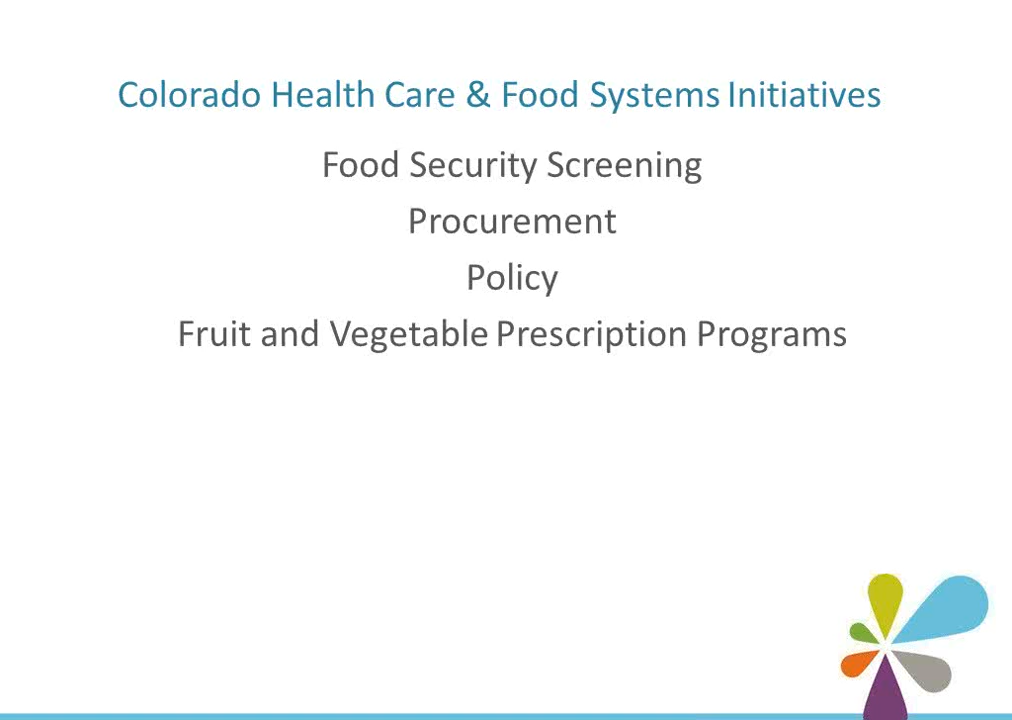 Colorado Health Care & Food Systems Initiatives
Food Security Screening
Procurement
Policy
Fruit and Vegetable Prescription Programs